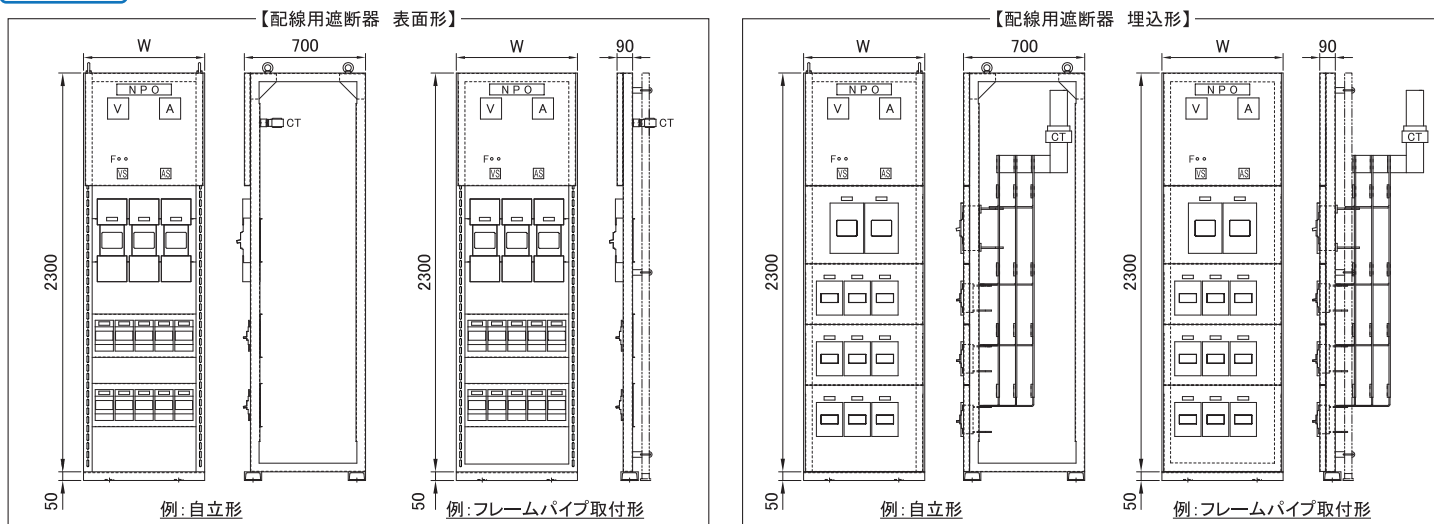 【配線用遮断器 表面形】
W
700
W
90
NPO
V
A
F
VS
AS
CT
NPO
V
A
F
VS
AS
CT
2300
2300
50
50
例:自立形
例:フレームパイプ取付形
【配線用遮断器 埋込形】
W
700
W
90
NPO
V
A
F
VS
AS
CT
NPO
V
A
F
VS
AS
CT
2300
2300
50
50
例:自立形
例:フレームパイプ取付形